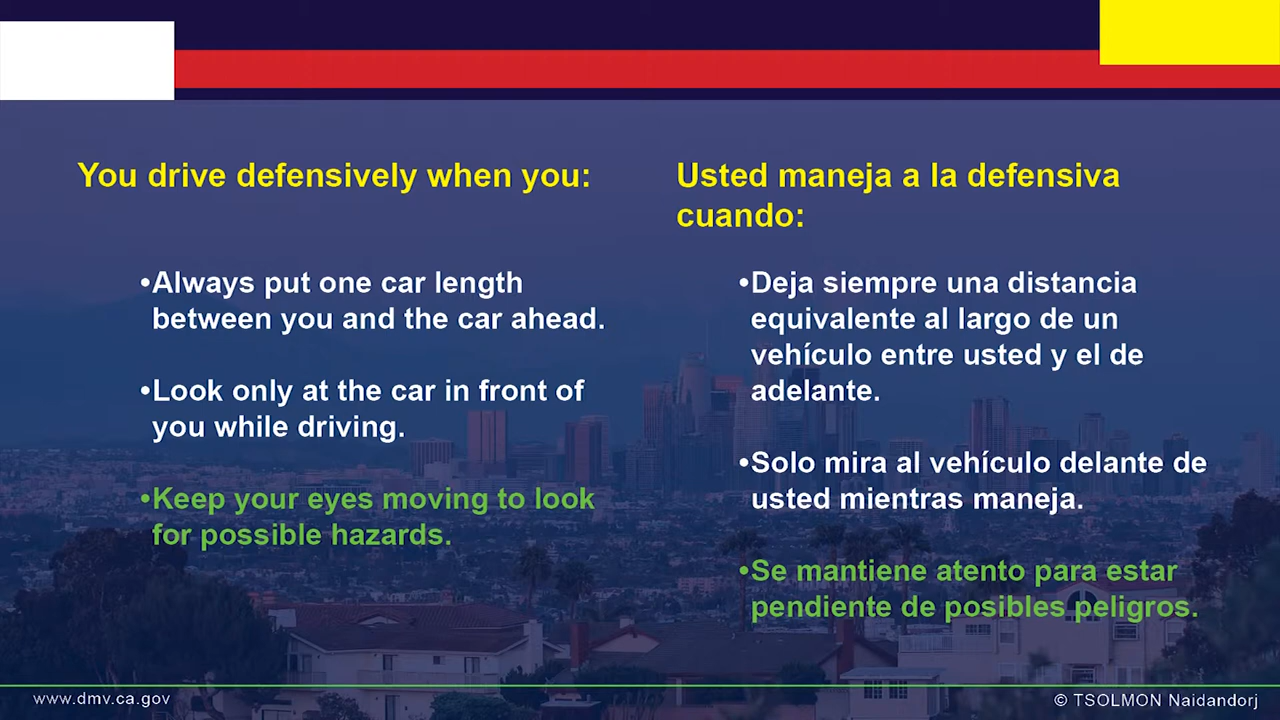 You drive defensively when you:
•Always put one car length
between you and the car ahead.
•Look only at the car in front of
you while driving.
•Keep your eyes moving to look
for possible hazards.
Usted maneja a la defensiva
cuando:
•Deja siempre una distancia
equivalente al largo de un
vehículo entre usted y el de
adelante.
•Solo mira al vehículo delante de
usted mientras maneja.
•Se mantiene atento para estar
pendiente de posibles peligros.
www.dmv.ca.gov
© TSOLMON Naidandorj